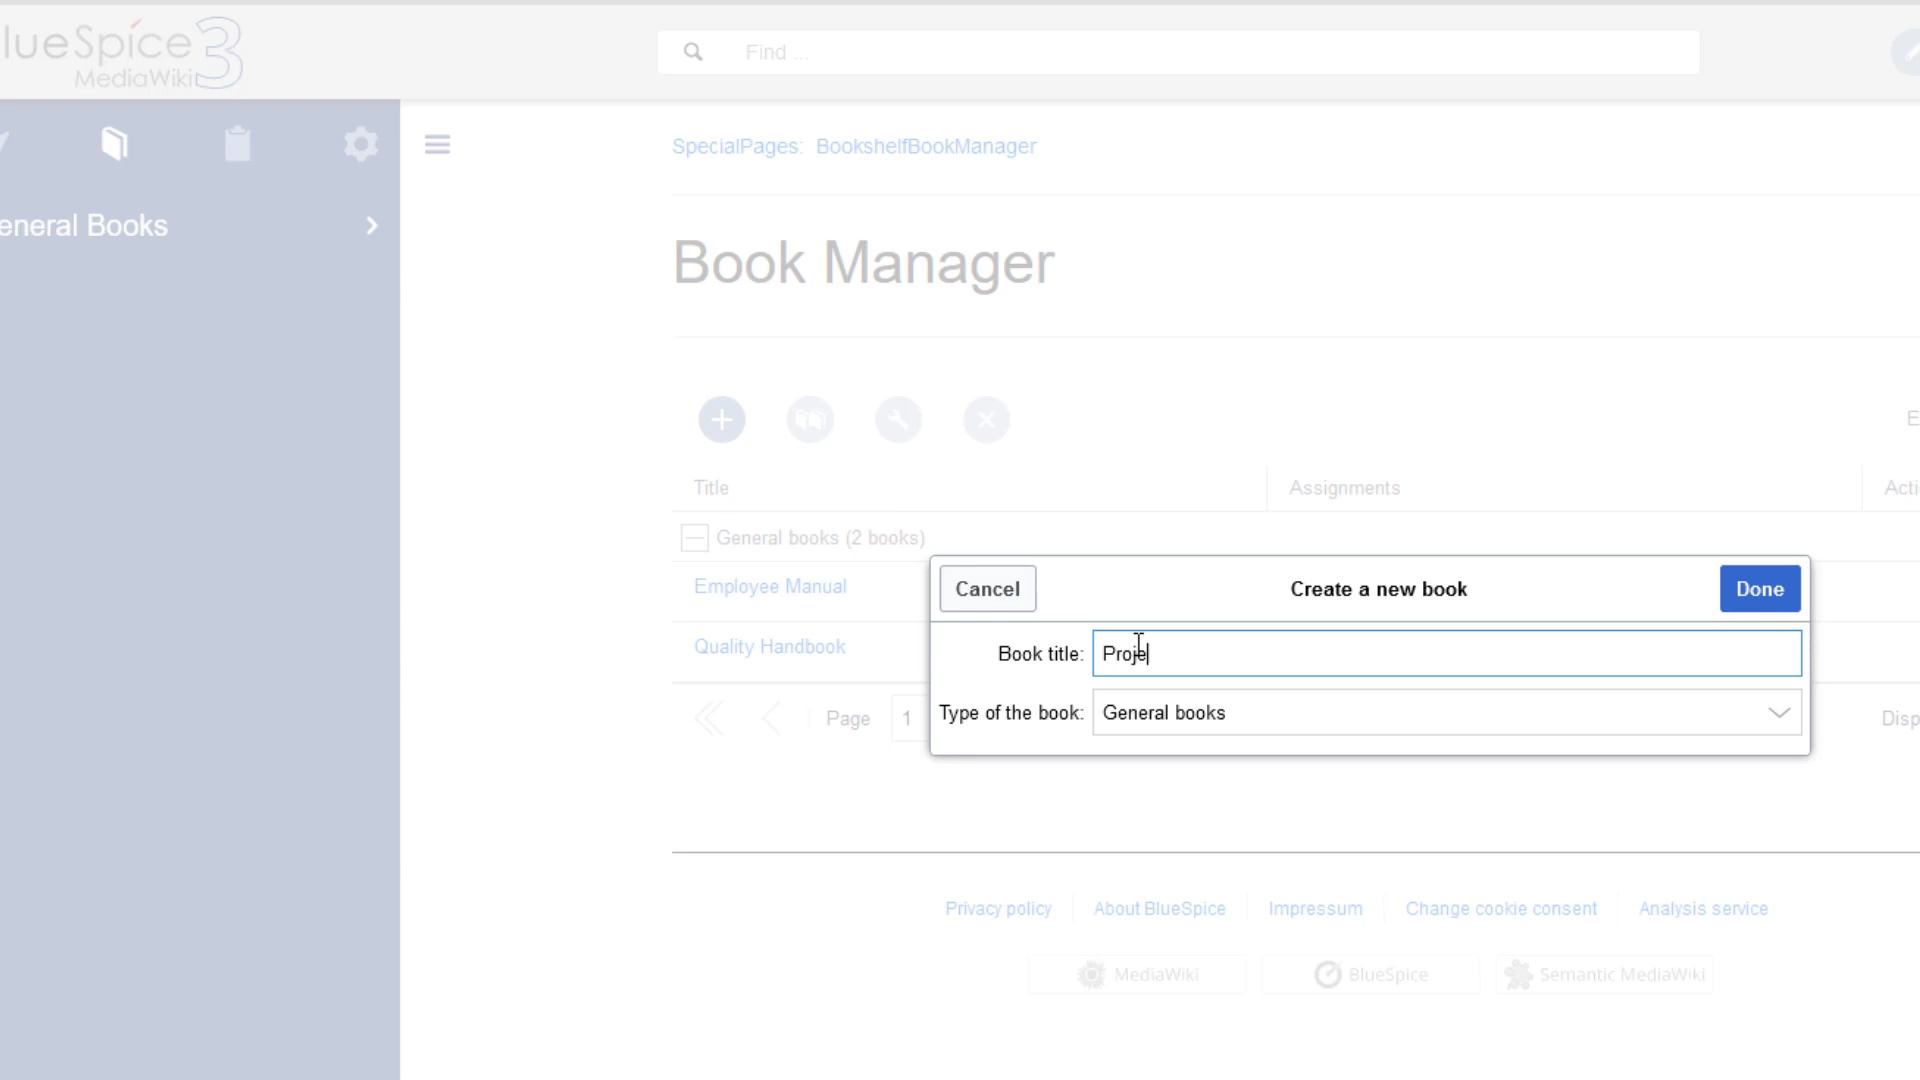 lueSpice 3
MediaWiki
Find ...
SpecialPages: BookshelfBookManager
eneral Books
Book Manager
E
Title Assignments Acti
General books (2 books)
Employee Manual
Cancel Create a new book Done
Quality Handbook
Book title: Proje
Type of the book: General books
Page 1 Disp
Privacy policy About BlueSpice Impressum Change cookie consent Analysis service
MediaWiki BlueSpice Semantic MediaWiki